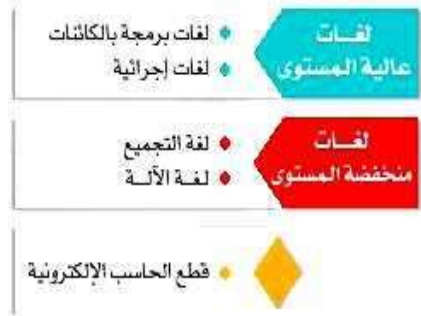 لغات
عالية المستوى
لغات برمجة بالكائنات
لغات إجرائية
لغات
منخفضة المستوى
لغة التجميع
لغة الآلة
قطع الحاسب الإلكترونية